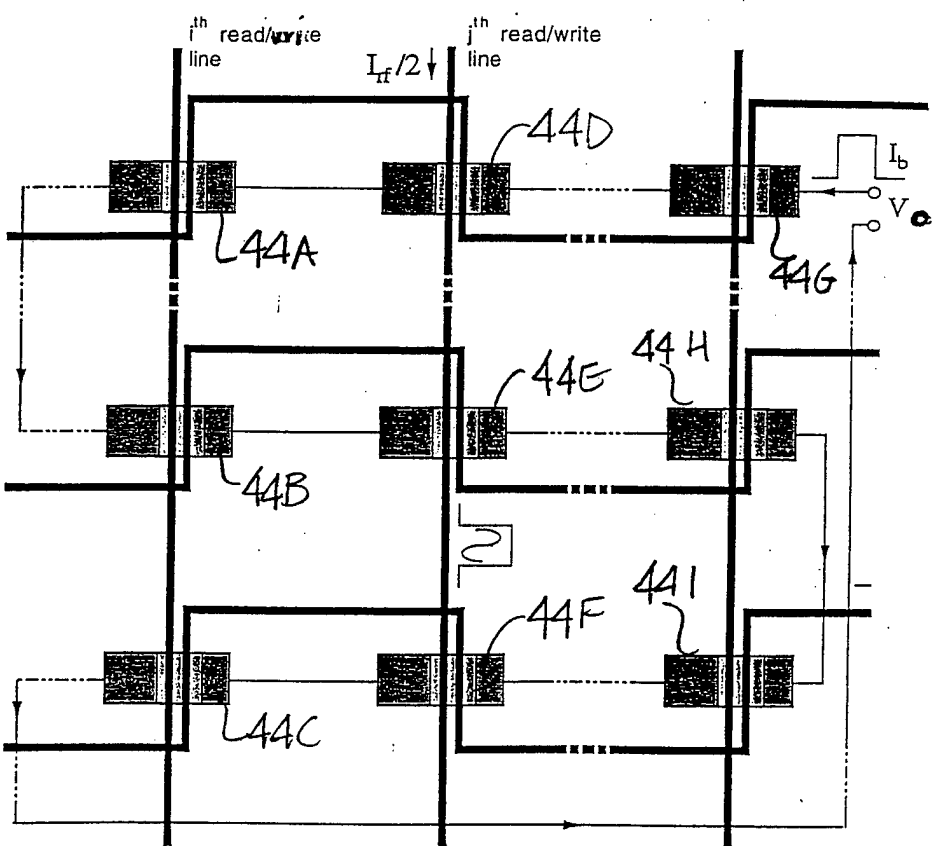 i^th read/write
line
I_rf/2
j^th read/write
line
44D
I_b
V_o
44A
44G
44H
44E
44B
44I
44F
44C